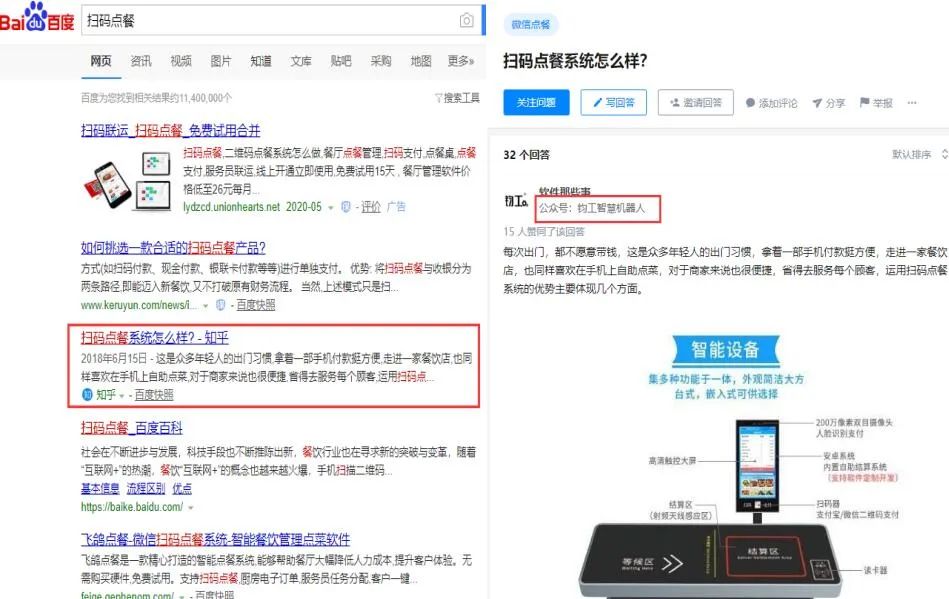 Baidu百度
扫码点餐
网页 资讯 视频 图片 知道 文库 贴吧 采购 地图 更多»
百度为您找到相关结果约11,400,000个
搜索工具
扫码联运_扫码点餐_免费试用合并
扫码点餐,二维码点餐系统怎么做,餐厅点餐管理,扫码支付,点餐桌,点餐
支付,服务员联运,线上开通立即使用,免费试用15天,餐厅管理软件价
格低至26元每月...
lydzcd.unionhearts.net 2020-05 - 评价 广告
如何挑选一款合适的扫码点餐产品?
方式(如扫码付款、现金付款、银联卡付款等等)进行单独支付。 优势: 将扫码点餐与收银分为
两条路径,即能迈入新餐饮,又不打破原有财务流程。 当然,上述模式只是扫...
www.keruyun.com/news/i... - 百度快照
扫码点餐系统怎么样? - 知乎
2018年6月15日 - 这是众多年轻人的出门习惯,拿着一部手机付款挺方便,走进一家餐饮店,也同
样喜欢在手机上自助点菜,对于商家来说也很便捷,省得去服务每个顾客,运用扫码点...
知 知乎 - 百度快照
扫码点餐_百度百科
社会在不断进步与发展，科技手段也不断推陈出新，餐饮行业也在寻求新的突破与变革，随着
“互联网+”的热潮，餐饮“互联网+”的概念也越来越火爆，手机扫描二维码...
基本信息 流程区别 优点
https://baike.baidu.com/
飞鸽点餐-微信扫码点餐系统-智能餐饮管理点菜软件
飞鸽点餐是一款精心打造的智能点餐系统,能够帮助餐厅大幅降低人力成本,提升客户体验。无
需购买硬件,免费试用。支持扫码点餐,厨房电子订单,服务员任务分配,客户一键...
feige.gephenom.com/ - 百度快照
微信点餐
扫码点餐系统怎么样?
关注问题 写回答 邀请回答 添加评论 分享 举报 ...
32 个回答
默认排序
软件那些事
公众号：钧工智慧机器人
15 人赞同了该回答
每次出门，都不愿意带钱，这是众多年轻人的出门习惯，拿着一部手机付款挺方便，走进一家餐饮
店，也同样喜欢在手机上自助点菜，对于商家来说也很便捷，省得去服务每个顾客，运用扫码点餐
系统的优势主要体现几个方面。
智能设备
集多种功能于一体，外观简洁大方
台式，嵌入式可供选择
200万像素双目摄像头
人脸识别支付
高清触控大屏
安卓系统
内置自助结算系统
(支持软件定制开发)
结算区
(射频天线感应区)
扫码器
支付宝/微信二维码支付
等候区
Waiting Here
结算区
读卡器